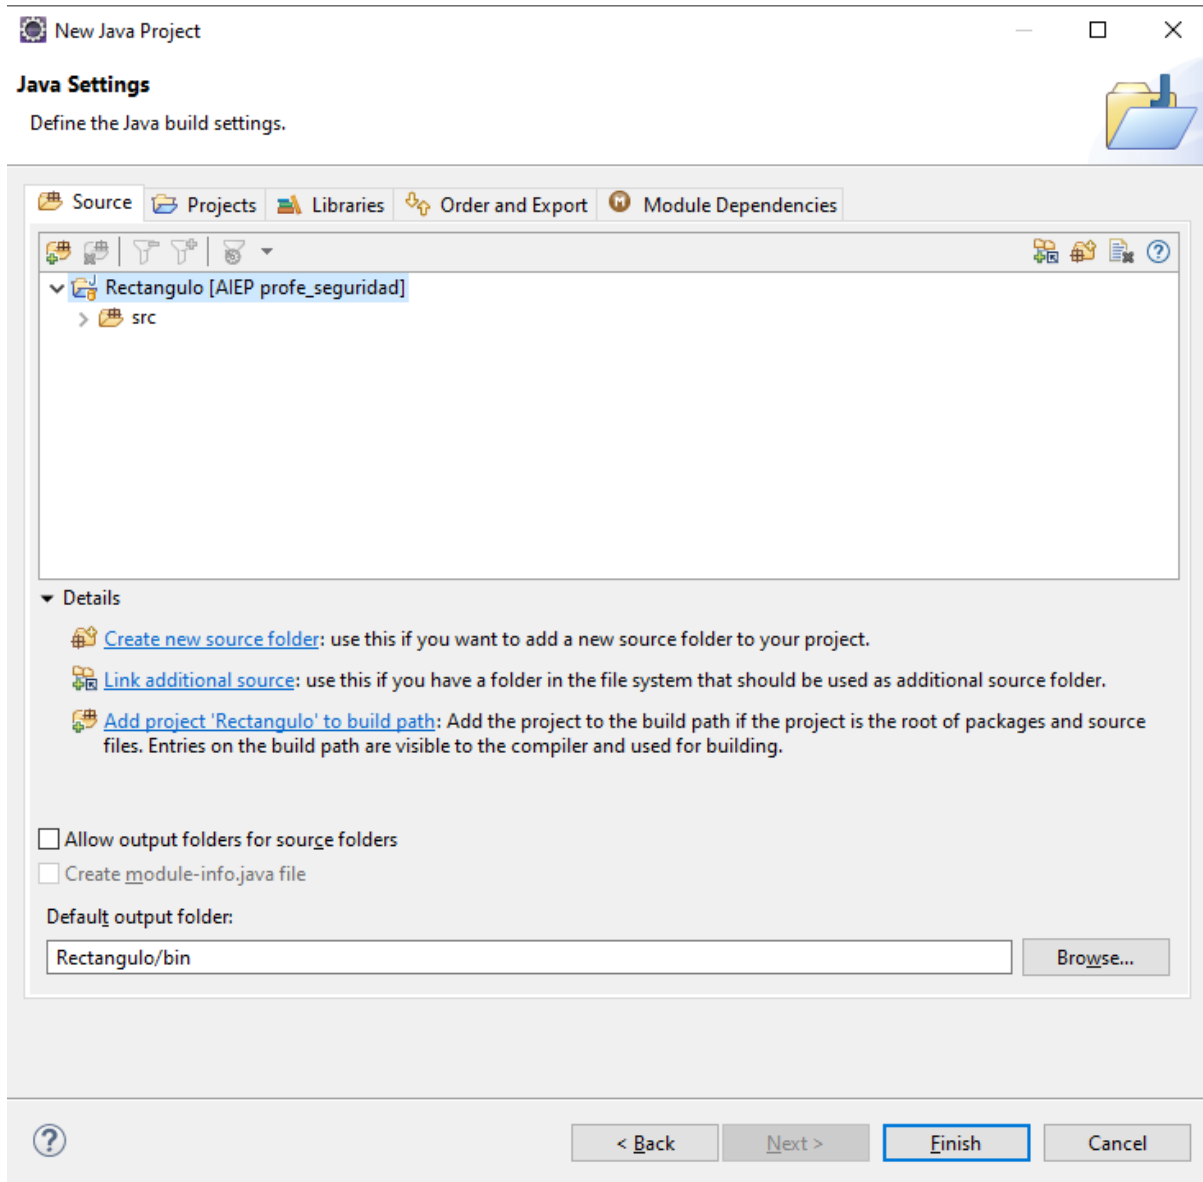 New Java Project
Java Settings
Define the Java build settings.
Source Projects Libraries Order and Export Module Dependencies
Rectangulo [AIEP profe_seguridad]
src
Details
Create new source folder: use this if you want to add a new source folder to your project.
Link additional source: use this if you have a folder in the file system that should be used as additional source folder.
Add project 'Rectangulo' to build path: Add the project to the build path if the project is the root of packages and source
files. Entries on the build path are visible to the compiler and used for building.
Allow output folders for source folders
Create module-info.java file
Default output folder:
Rectangulo/bin Browse...
< Back Next > Finish Cancel